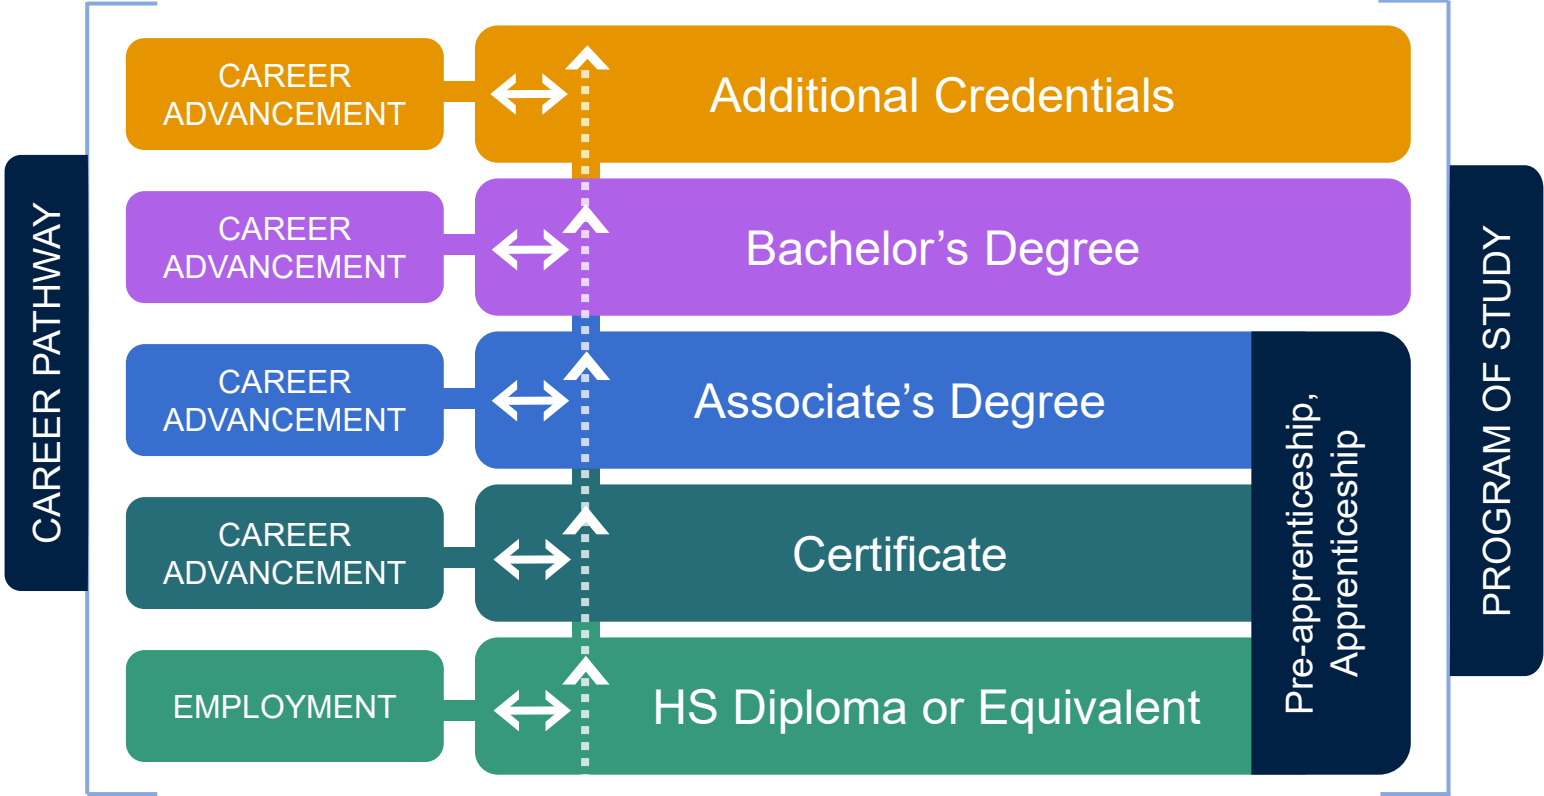 CAREER PATHWAY
CAREER
ADVANCEMENT
Additional Credentials
CAREER
ADVANCEMENT
Bachelor’s Degree
CAREER
ADVANCEMENT
Associate’s Degree
CAREER
ADVANCEMENT
Certificate
EMPLOYMENT
HS Diploma or Equivalent
Pre-apprenticeship,
Apprenticeship
PROGRAM OF STUDY